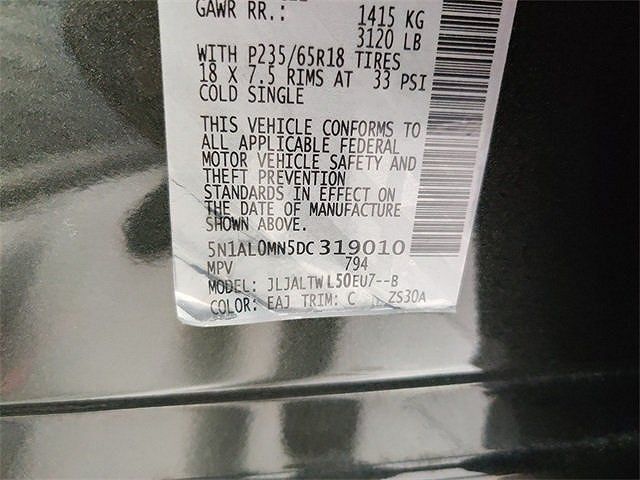 GAWR RR.: 1415 KG
3120 LB
WITH P235/65R18 TIRES
18 X 7.5 RIMS AT 33 PSI
COLD SINGLE
THIS VEHICLE CONFORMS TO
ALL APPLICABLE FEDERAL
MOTOR VEHICLE SAFETY AND
THEFT PREVENTION
STANDARDS IN EFFECT ON
THE DATE OF MANUFACTURE
SHOWN ABOVE.
5N1AL0MN5DC319010
MPV 794
MODEL: JLJALTWL50EU7--B
COLOR: EAJ TRIM: C ZS30A